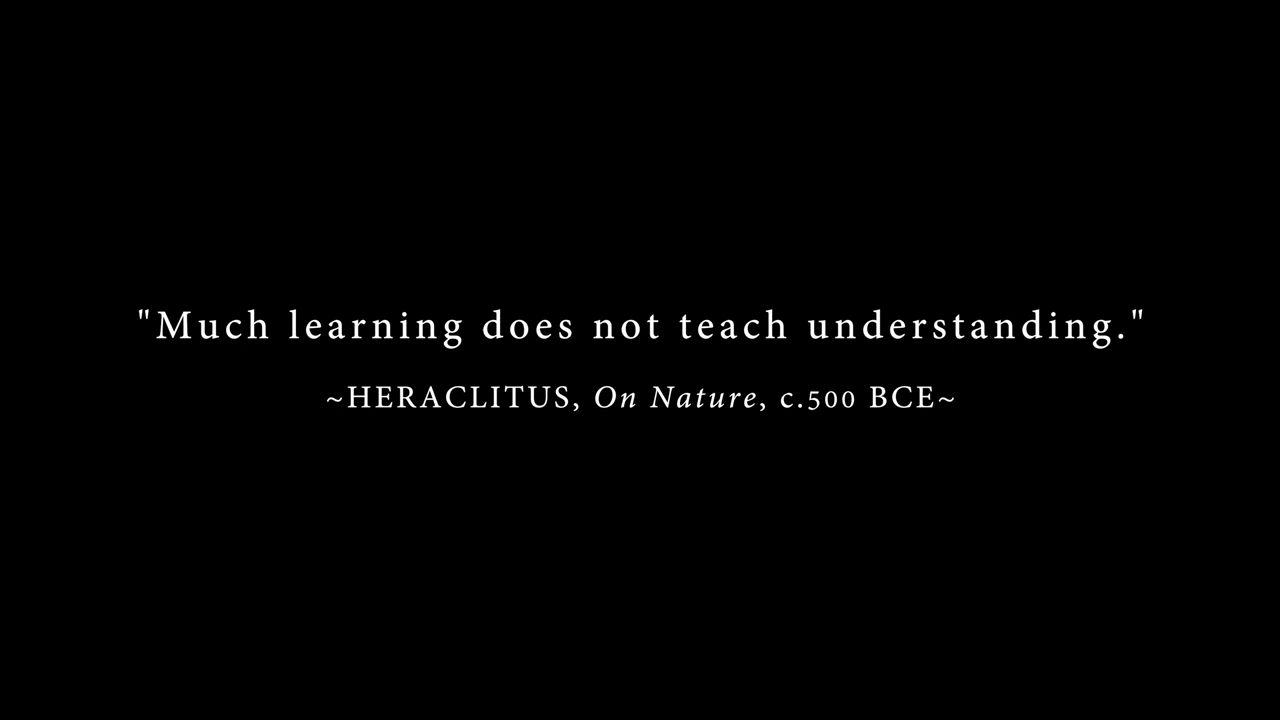 "Much learning does not teach understanding."
~HERACLITUS, On Nature, c.500 BCE~